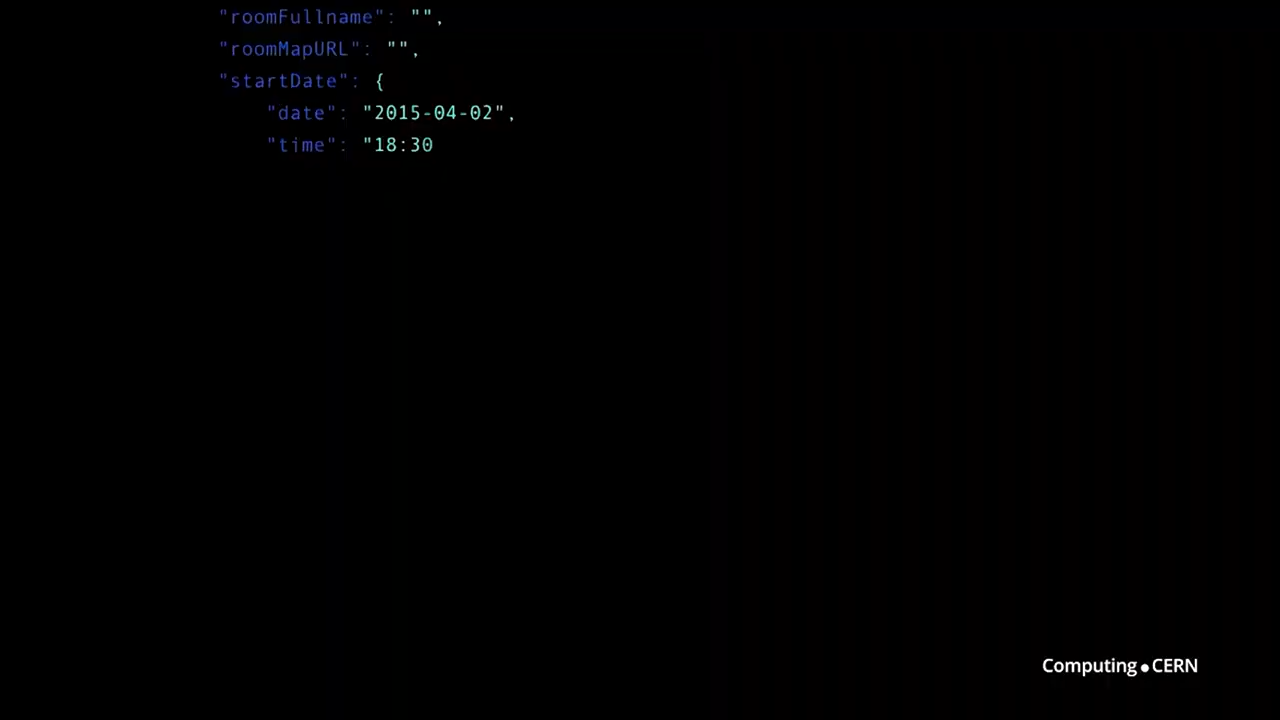 "roomFullname": "",
"roomMapURL": "",
"startDate": {
"date": "2015-04-02",
"time": "18:30
Computing.CERN